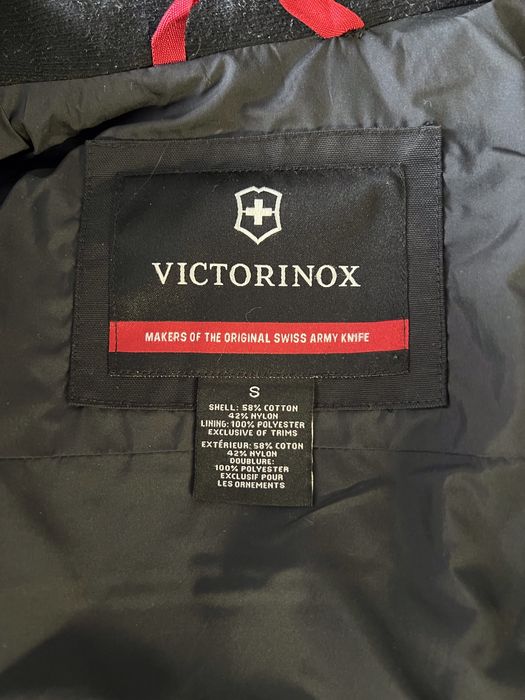 VICTORINOX
MAKERS OF THE ORIGINAL SWISS ARMY KNIFE
S
SHELL: 58% COTTON
42% NYLON
LINING: 100% POLYESTER
EXCLUSIVE OF TRIMS
EXTÉRIEUR: 58% COTON
42% NYLON
DOUBLURE:
100% POLYESTER
EXCLUSIF POUR
LES ORNEMENTS